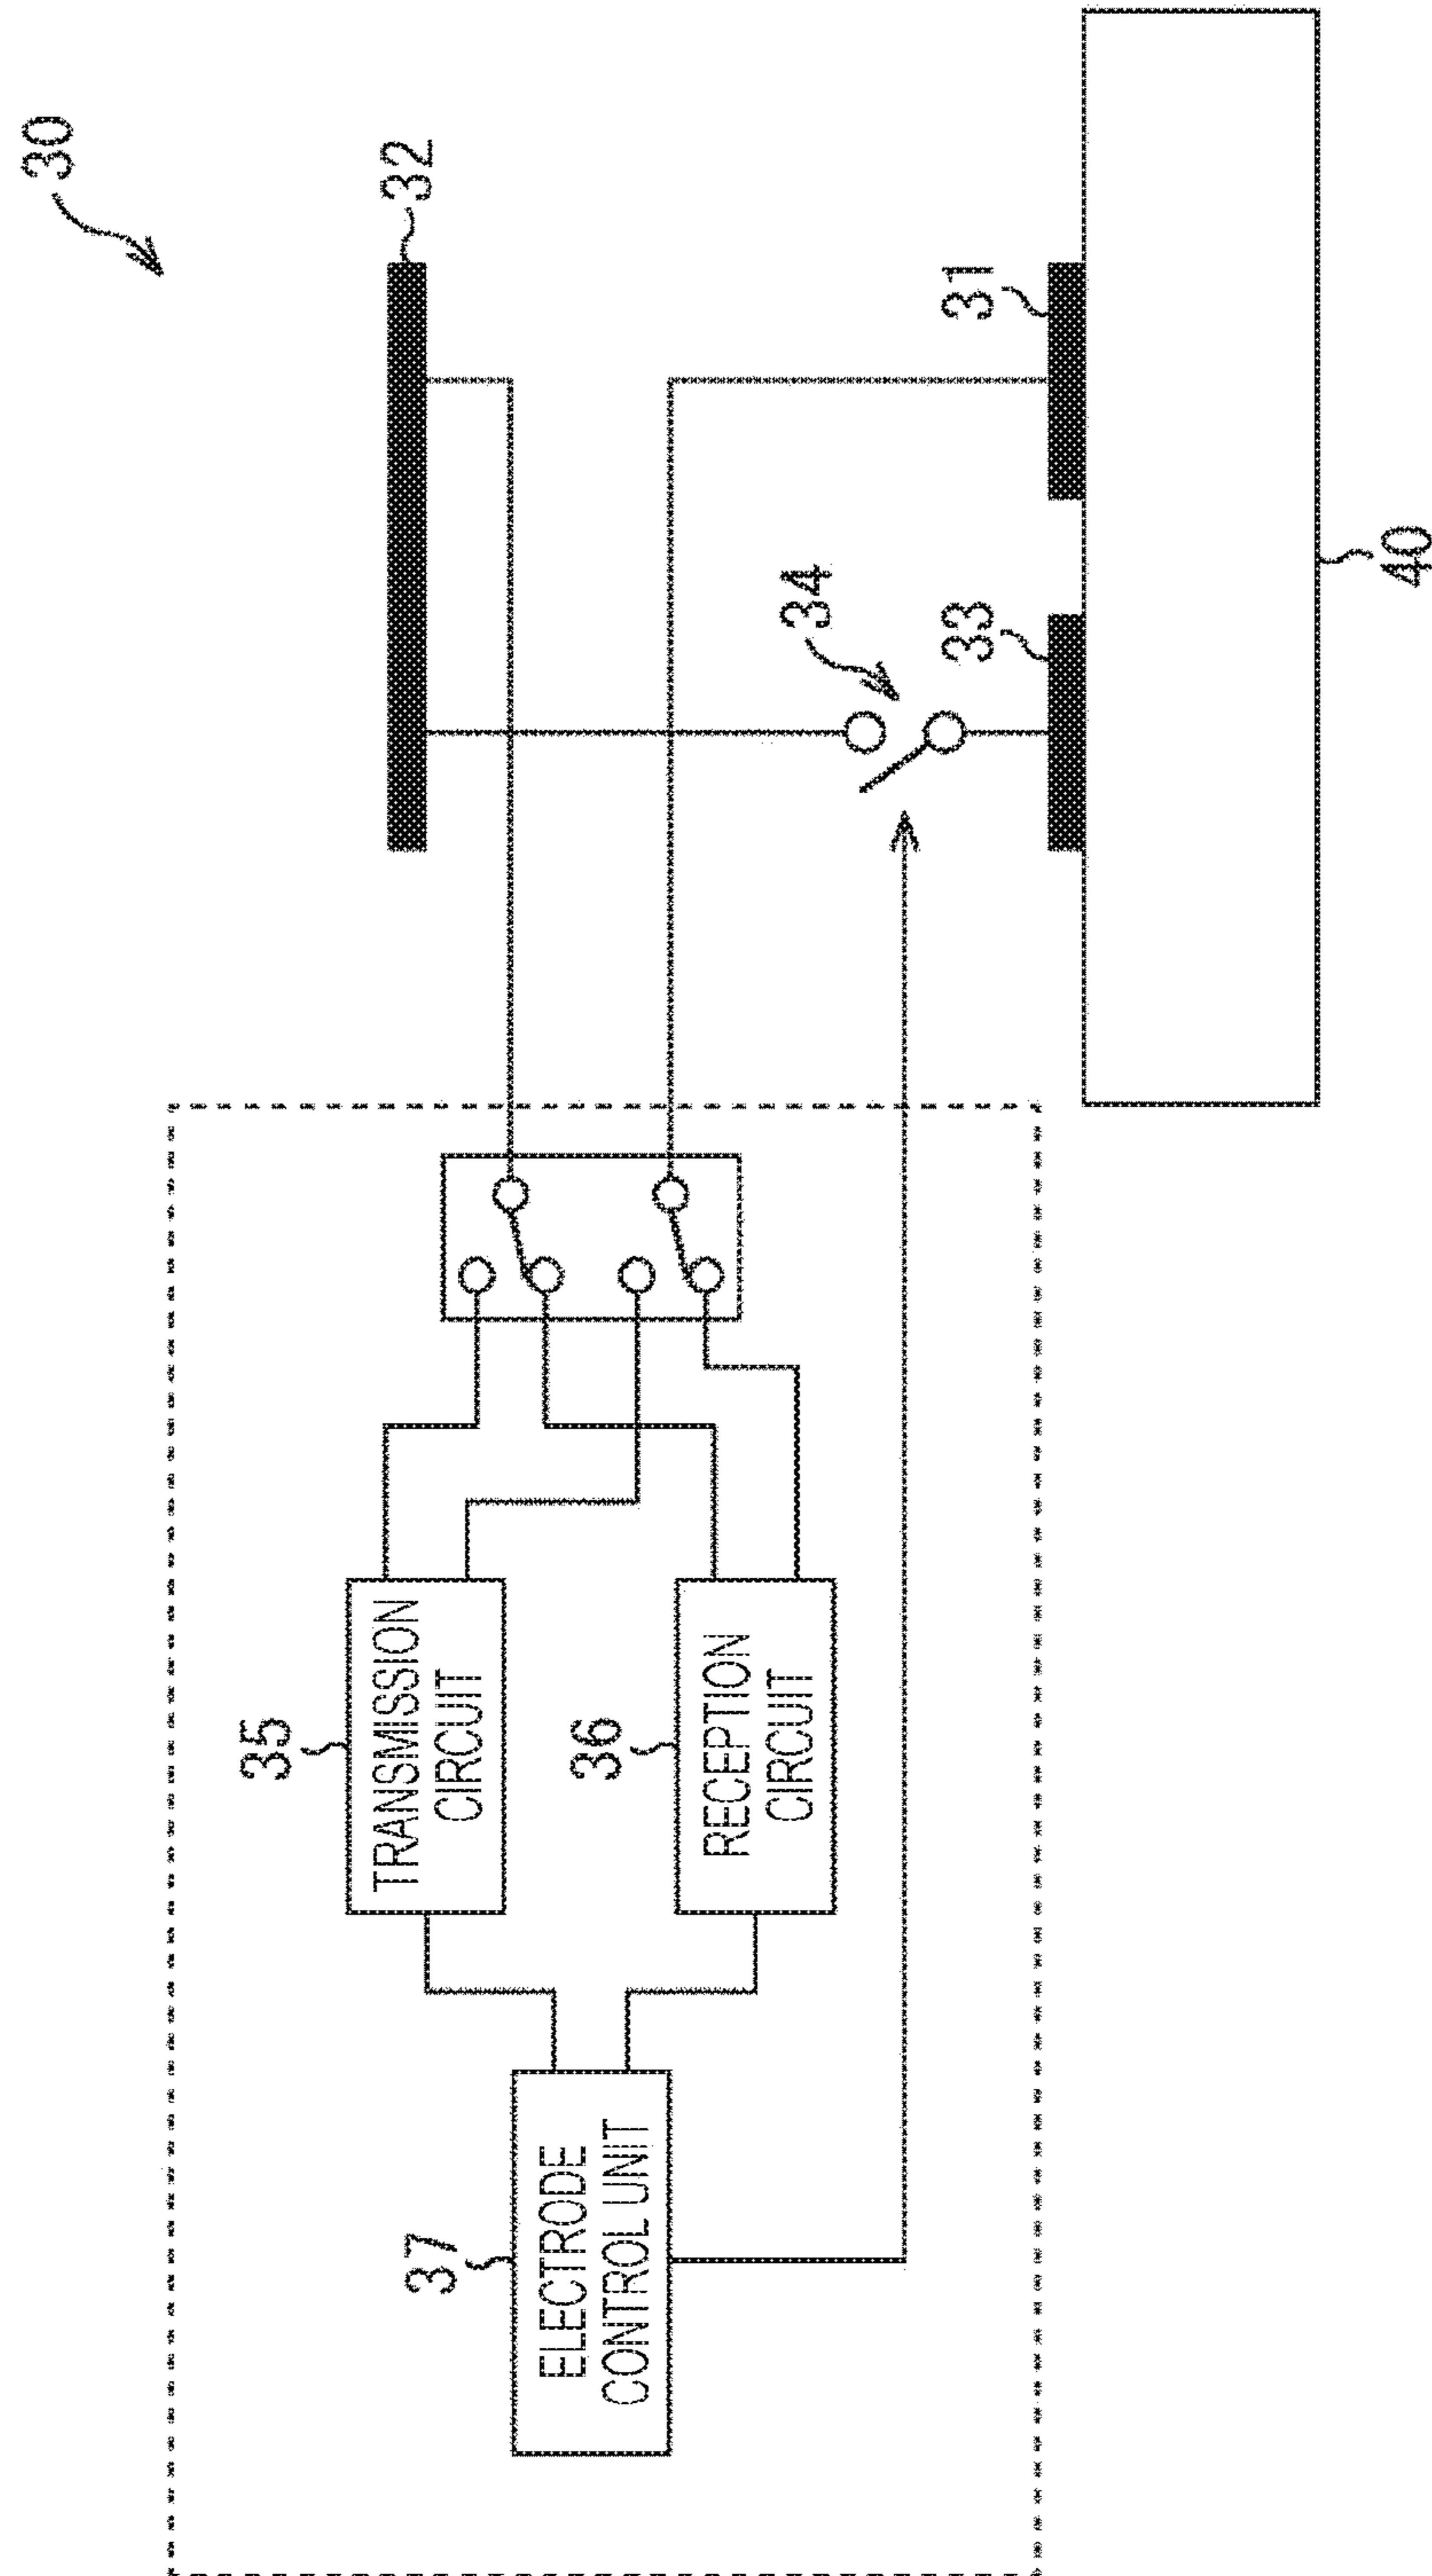 30
32
35
TRANSMISSION
CIRCUIT
36
RECEPTION
CIRCUIT
37
ELECTRODE
CONTROL UNIT
34
33
31
40